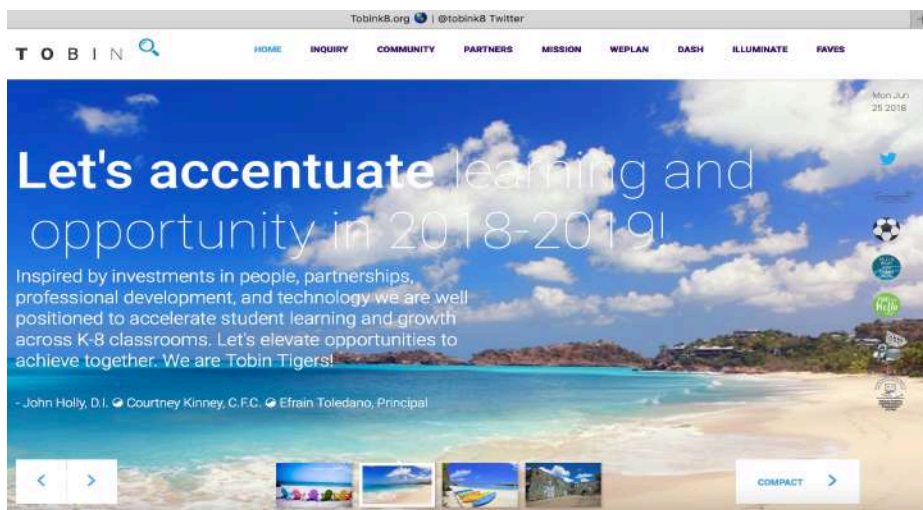 Tobink8.org 🌎 | @tobink8 Twitter
TOBIN
HOME INQUIRY COMMUNITY PARTNERS MISSION WEPLAN DASH ILLUMINATE FAVES
Mon Jun
25 2018
Let's accentuate learning and
opportunity in 2018-2019!
Inspired by investments in people, partnerships,
professional development, and technology we are well
positioned to accelerate student learning and growth
across K-8 classrooms. Let's elevate opportunities to
achieve together. We are Tobin Tigers!
- John Holly, D.I. Courtney Kinney, C.F.C. Efrain Toledano, Principal
Hello
COMPACT